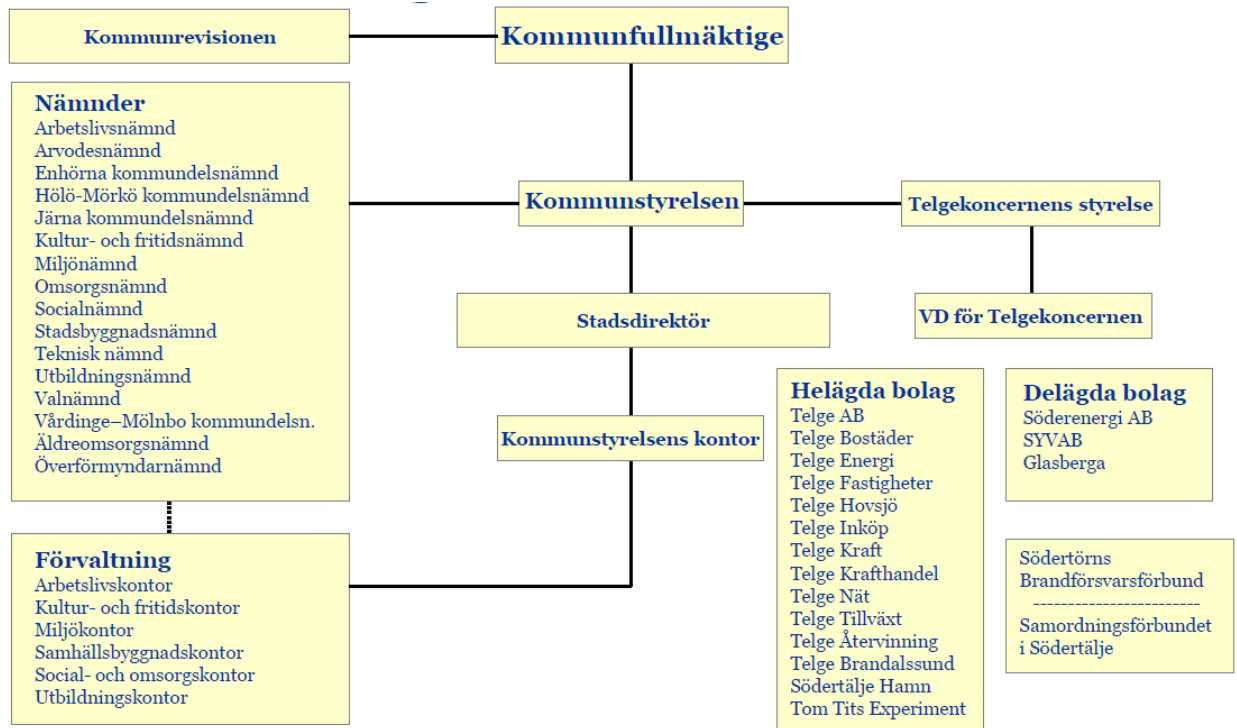 Kommunrevisionen
Kommunfullmäktige
Nämnder
Arbetslivsnämnd
Arvodesnämnd
Enhörna kommundelsnämnd
Hölö-Mörkö kommundelsnämnd
Järna kommundelsnämnd
Kultur- och fritidsnämnd
Miljönämnd
Omsorgsnämnd
Socialnämnd
Stadsbyggnadsnämnd
Teknisk nämnd
Utbildningsnämnd
Valnämnd
Vårdinge–Mölnbo kommundelsn.
Äldreomsorgsnämnd
Överförmyndarnämnd
Kommunstyrelsen
Telgekoncernens styrelse
Stadsdirektör
VD för Telgekoncernen
Kommunstyrelsens kontor
Helägda bolag
Telge AB
Telge Bostäder
Telge Energi
Telge Fastigheter
Telge Hovsjö
Telge Inköp
Telge Kraft
Telge Krafthandel
Telge Nät
Telge Tillväxt
Telge Återvinning
Telge Brandalssund
Södertälje Hamn
Tom Tits Experiment
Delägda bolag
Söderenergi AB
SYVAB
Glasberga
Förvaltning
Arbetslivskontor
Kultur- och fritidskontor
Miljökontor
Samhällsbyggnadskontor
Social- och omsorgskontor
Utbildningskontor
Södertörns
Brandförsvarsförbund
------------------------
Samordningsförbundet
i Södertälje